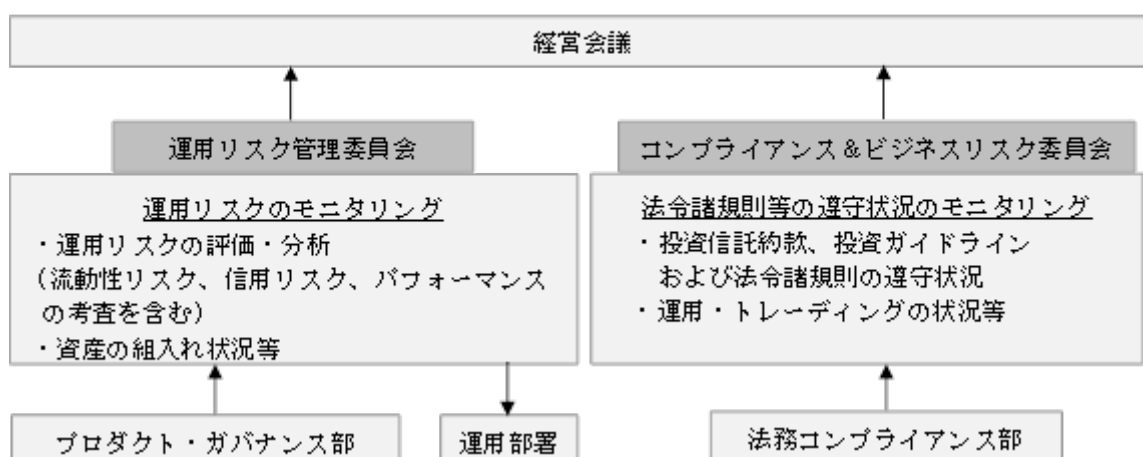 経営会議
運用リスク管理委員会
運用リスクのモニタリング
・運用リスクの評価・分析
(流動性リスク、信用リスク、パフォーマンス
の考査を含む)
・資産の組入れ状況等
プロダクト・ガバナンス部
運用部署
コンプライアンス&ビジネスリスク委員会
法令諸規則等の遵守状況のモニタリング
・投資信託約款、投資ガイドライン
および法令諸規則の遵守状況
・運用・トレーディングの状況等
法務コンプライアンス部